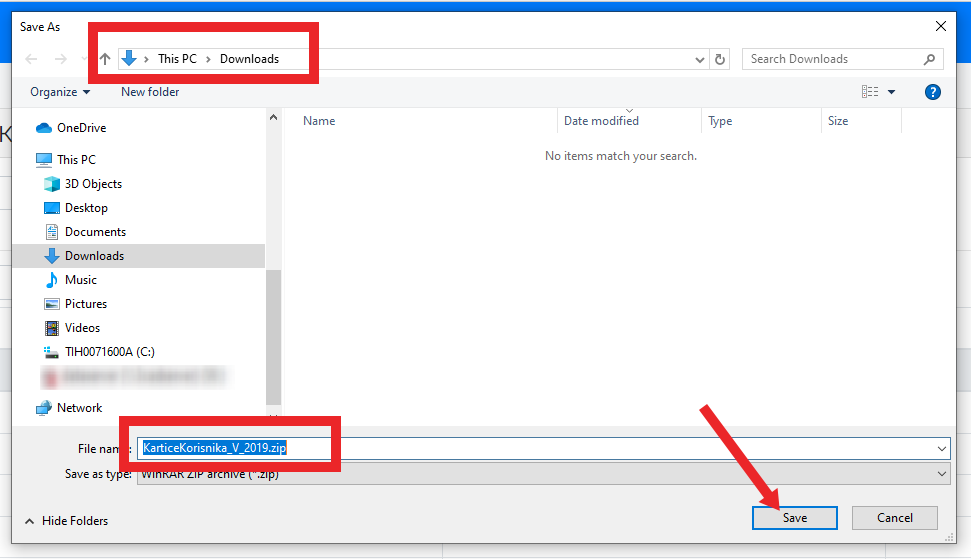 Save As
This PC > Downloads
Search Downloads
Organize
New folder
?
Name
Date modified
Type
Size
No items match your search.
OneDrive
This PC
3D Objects
Desktop
Documents
Downloads
Music
Pictures
Videos
TIH0071600A (C:)
Network
File name:
KarticeKorisnika_V_2019.zip
Save as type:
WinRAR ZIP archive (*.zip)
Hide Folders
Save
Cancel
K